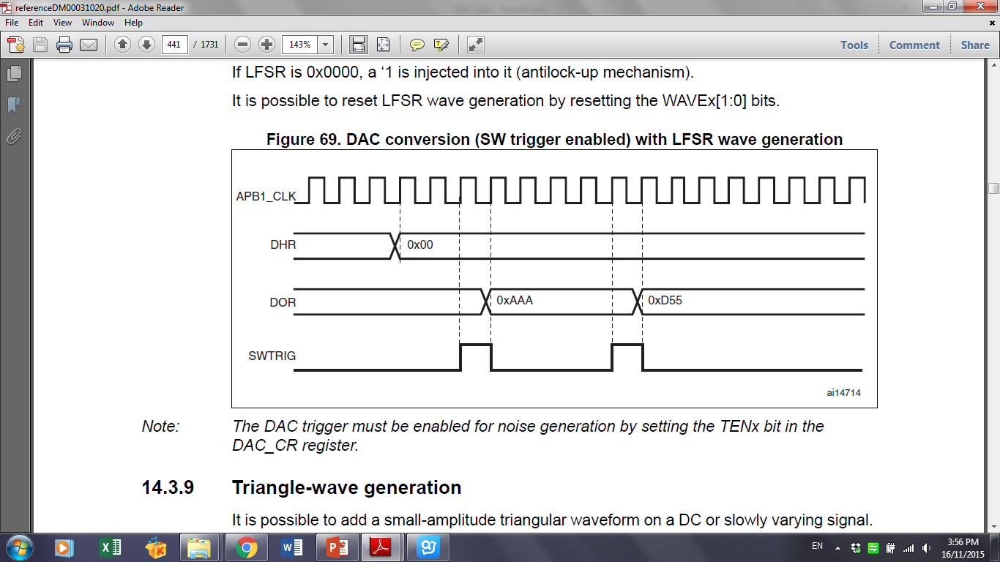 referenceDM00031020.pdf - Adobe Reader
File Edit View Window Help
441 / 1731 143% Tools Comment Share
If LFSR is 0x0000, a ‘1 is injected into it (antilock-up mechanism).
It is possible to reset LFSR wave generation by resetting the WAVEx[1:0] bits.
Figure 69. DAC conversion (SW trigger enabled) with LFSR wave generation
APB1_CLK
DHR 0x00
DOR 0xAAA 0xD55
SWTRIG
ai14714
Note: The DAC trigger must be enabled for noise generation by setting the TENx bit in the
DAC_CR register.
14.3.9 Triangle-wave generation
It is possible to add a small-amplitude triangular waveform on a DC or slowly varying signal.
EN 3:56 PM
16/11/2015